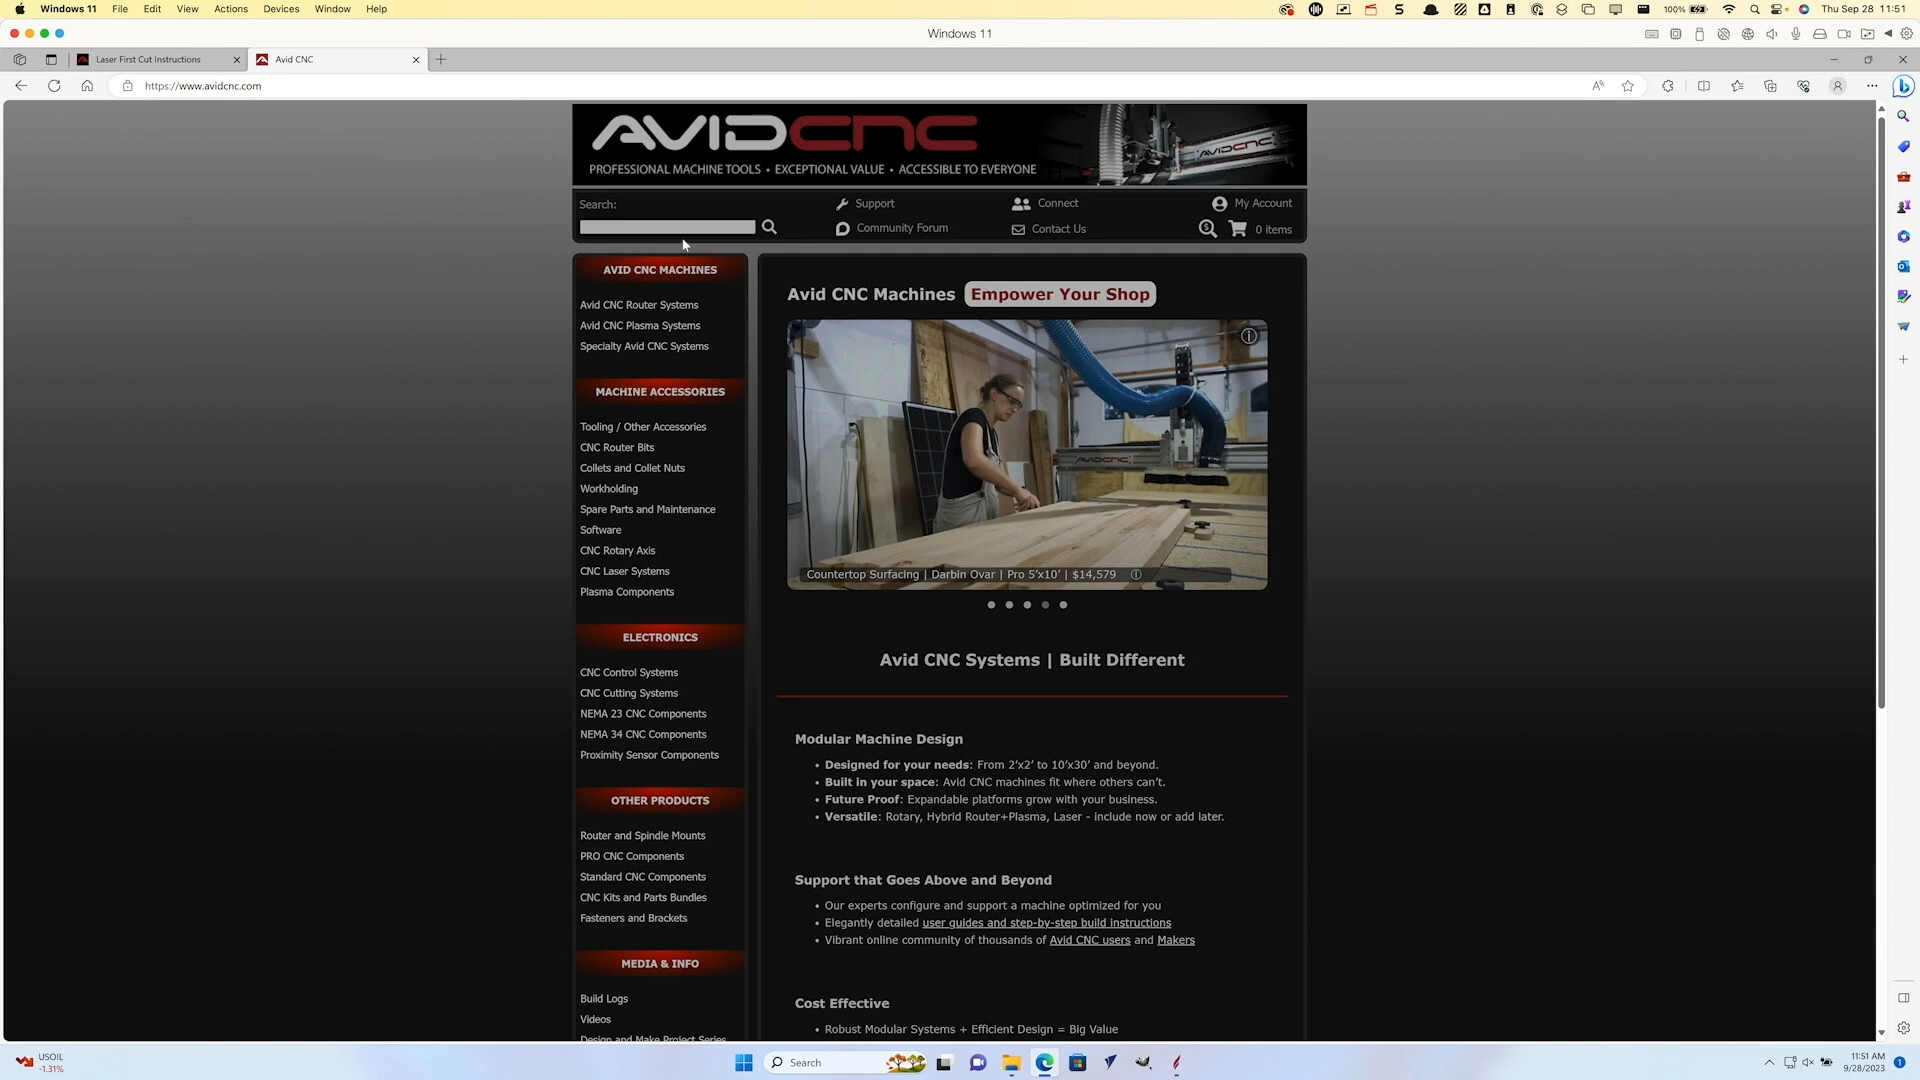 Windows 11 File Edit View Actions Devices Window Help
100% Thu Sep 28 11:51
Windows 11
Laser First Cut Instructions
Avid CNC
https://www.avidcnc.com
AVIDCNC
PROFESSIONAL MACHINE TOOLS • EXCEPTIONAL VALUE • ACCESSIBLE TO EVERYONE
AVIDCNC
Search:
Support
Connect
My Account
Community Forum
Contact Us
0 items
AVID CNC MACHINES
Avid CNC Router Systems
Avid CNC Plasma Systems
Specialty Avid CNC Systems
MACHINE ACCESSORIES
Tooling / Other Accessories
CNC Router Bits
Collets and Collet Nuts
Workholding
Spare Parts and Maintenance
Software
CNC Rotary Axis
CNC Laser Systems
Plasma Components
ELECTRONICS
CNC Control Systems
CNC Cutting Systems
NEMA 23 CNC Components
NEMA 34 CNC Components
Proximity Sensor Components
OTHER PRODUCTS
Router and Spindle Mounts
PRO CNC Components
Standard CNC Components
CNC Kits and Parts Bundles
Fasteners and Brackets
MEDIA & INFO
Build Logs
Videos
Design and Make Project Series
Avid CNC Machines Empower Your Shop
AVIDCNC
Countertop Surfacing | Darbin Ovar | Pro 5'x10' | $14,579
Avid CNC Systems | Built Different
Modular Machine Design
• Designed for your needs: From 2'x2' to 10'x30' and beyond.
• Built in your space: Avid CNC machines fit where others can't.
• Future Proof: Expandable platforms grow with your business.
• Versatile: Rotary, Hybrid Router+Plasma, Laser - include now or add later.
Support that Goes Above and Beyond
• Our experts configure and support a machine optimized for you
• Elegantly detailed user guides and step-by-step build instructions
• Vibrant online community of thousands of Avid CNC users and Makers
Cost Effective
• Robust Modular Systems + Efficient Design = Big Value
USOIL
-1.31%
Search
11:51 AM
9/28/2023
1